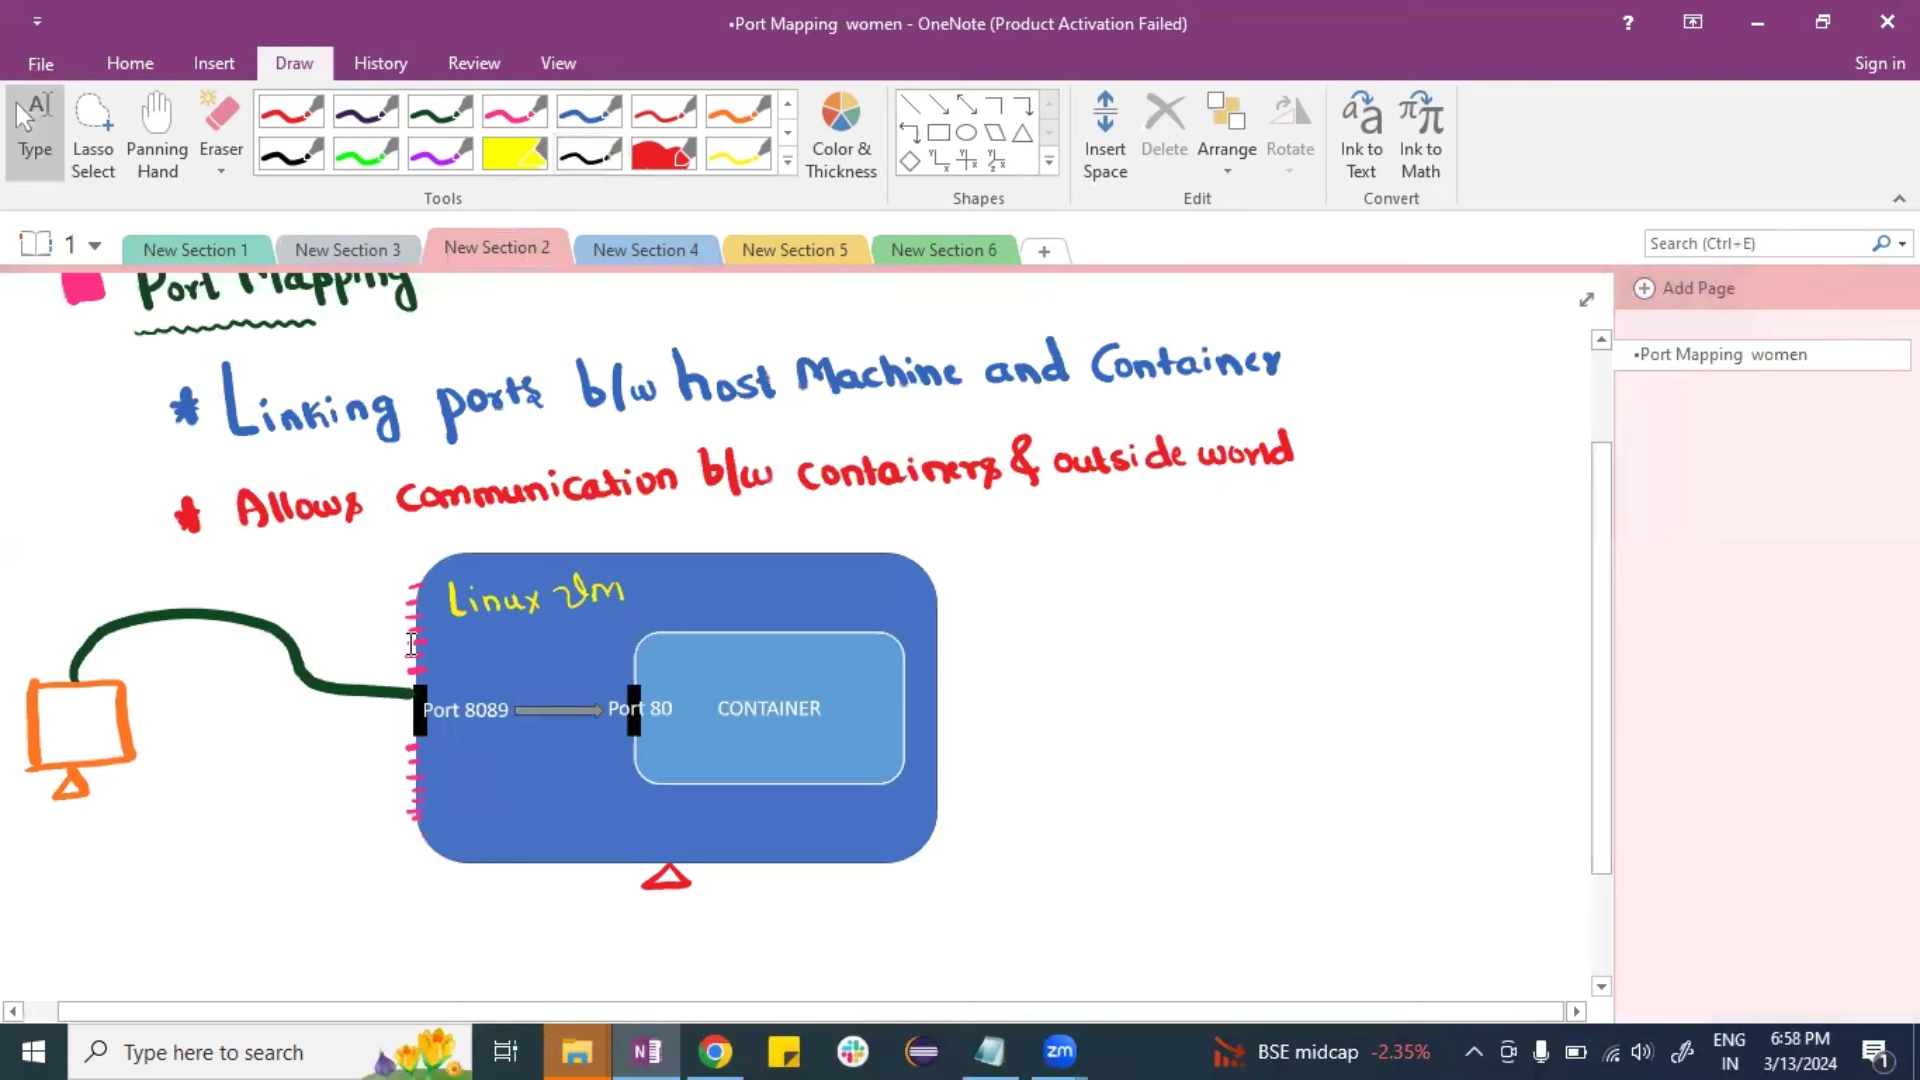 •Port Mapping women - OneNote (Product Activation Failed)
?
File
Home
Insert
Draw
History
Review
View
Sign in
Type
Lasso Select
Panning Hand
Eraser
Color & Thickness
Insert Space
Delete
Arrange
Rotate
Ink to Text
Ink to Math
Tools
Shapes
Edit
Convert
1
New Section 1
New Section 3
New Section 2
New Section 4
New Section 5
New Section 6
Search (Ctrl+E)
Add Page
•Port Mapping women
Port Mapping
* Linking ports b/w host Machine and Container
* Allows communication b/w containers & outside world
Linux VM
Port 8089
Port 80
CONTAINER
Type here to search
N
zm
BSE midcap -2.35%
ENG
IN
6:58 PM
3/13/2024
1